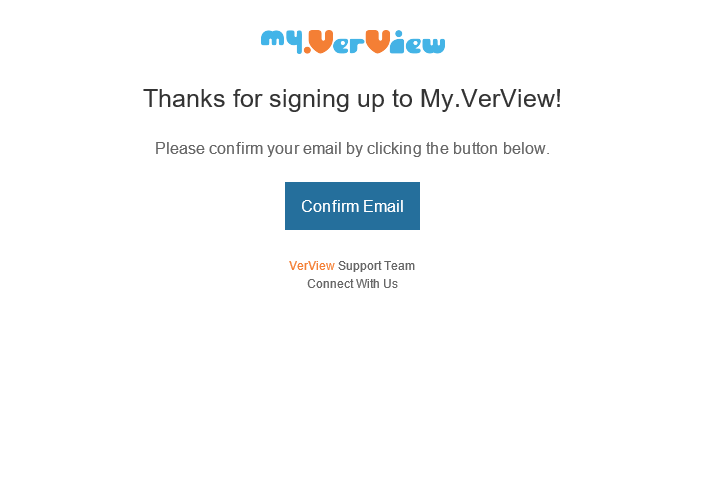 my.VerView
Thanks for signing up to My.VerView!
Please confirm your email by clicking the button below.
Confirm Email
VerView Support Team
Connect With Us